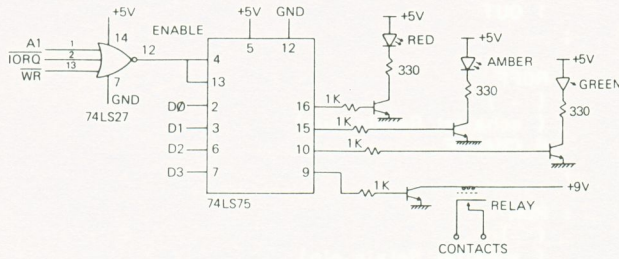 +5V
A1 1 14 12
IORQ 2
WR 13
7
GND
74LS27
ENABLE
+5V GND
5 12
4
13
DØ 2
D1 3
D2 6
D3 7
16
15
10
9
74LS75
+5V
RED
330
1K
+5V
AMBER
330
1K
+5V
GREEN
330
1K
1K
+9V
RELAY
CONTACTS